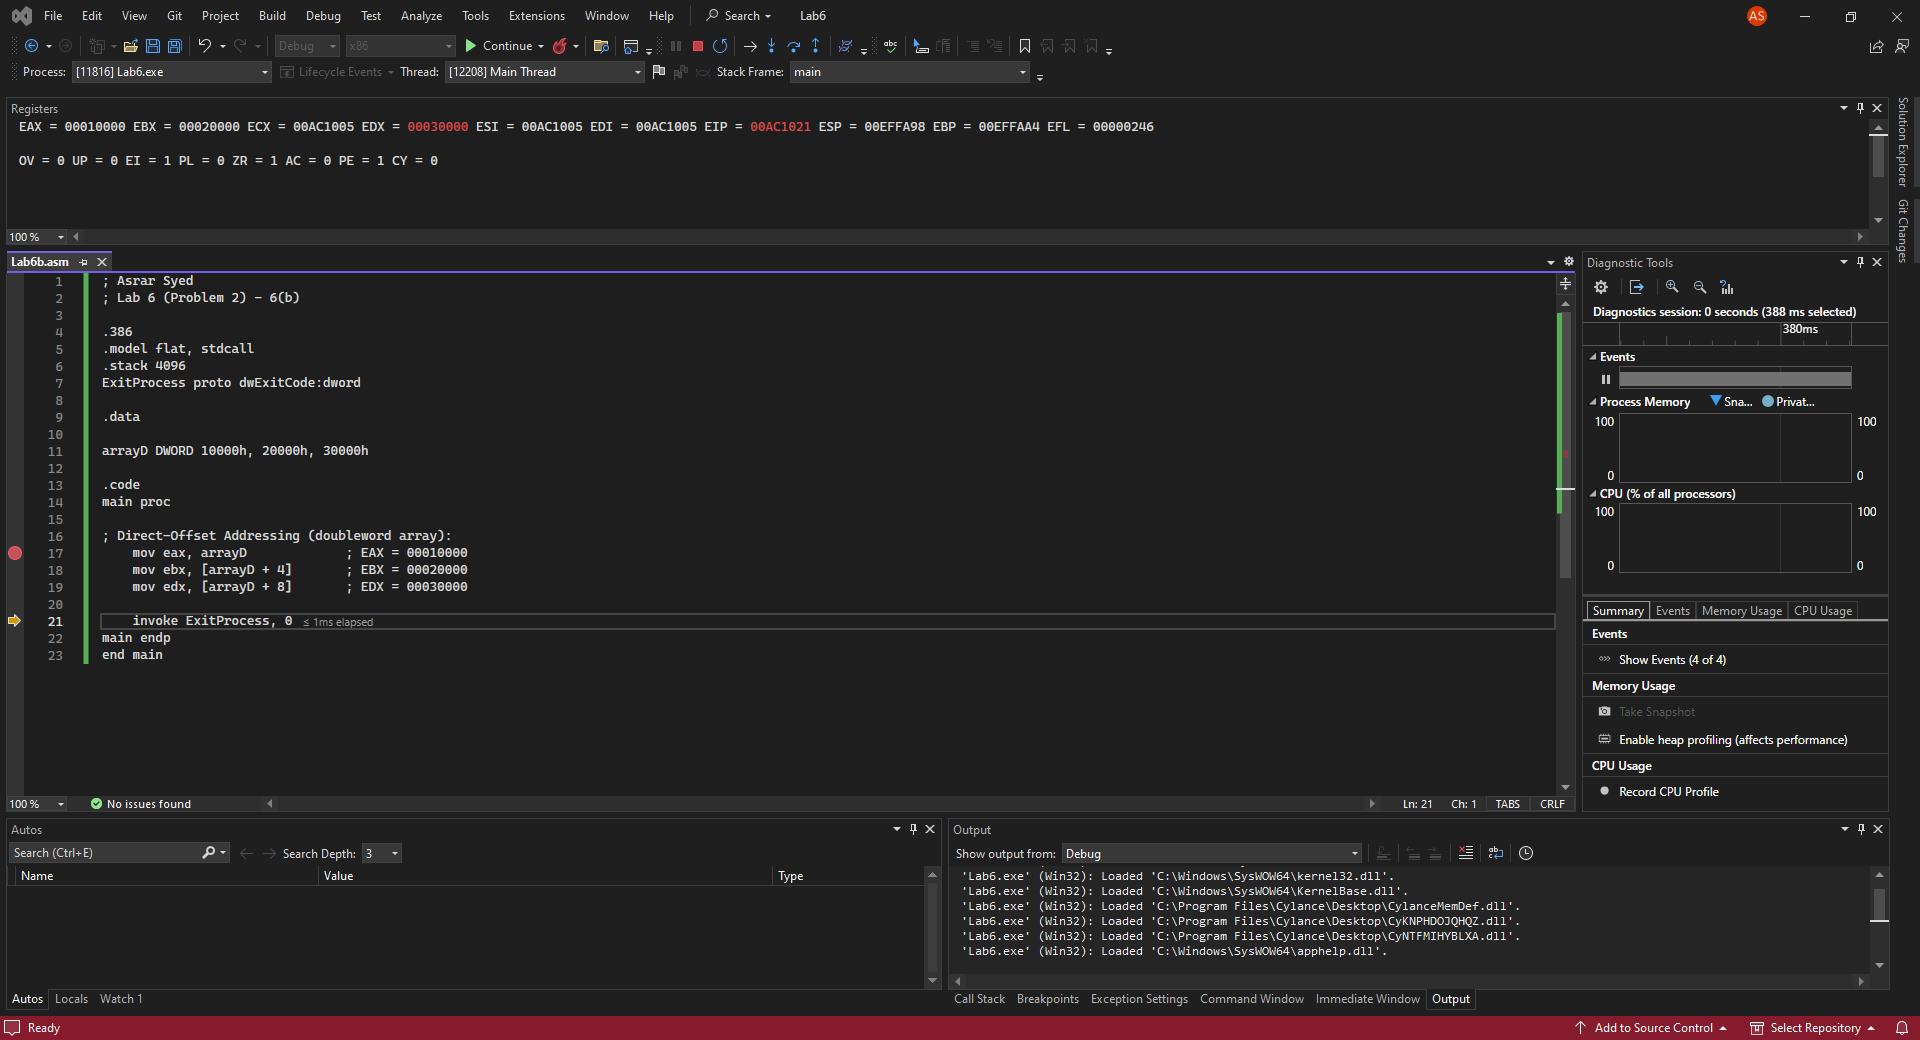 File Edit View Git Project Build Debug Test Analyze Tools Extensions Window Help Search Lab6 AS
Debug x86 Continue
Process: [11816] Lab6.exe Lifecycle Events Thread: [12208] Main Thread Stack Frame: main
Registers
EAX = 00010000 EBX = 00020000 ECX = 00AC1005 EDX = 00030000 ESI = 00AC1005 EDI = 00AC1005 EIP = 00AC1021 ESP = 00EFFA98 EBP = 00EFFAA4 EFL = 00000246
OV = 0 UP = 0 EI = 1 PL = 0 ZR = 1 AC = 0 PE = 1 CY = 0
100 %
Solution Explorer
Git Changes
Lab6b.asm
1 ; Asrar Syed
2 ; Lab 6 (Problem 2) - 6(b)
3
4 .386
5 .model flat, stdcall
6 .stack 4096
7 ExitProcess proto dwExitCode:dword
8
9 .data
10
11 arrayD DWORD 10000h, 20000h, 30000h
12
13 .code
14 main proc
15
16 ; Direct-Offset Addressing (doubleword array):
17 mov eax, arrayD ; EAX = 00010000
18 mov ebx, [arrayD + 4] ; EBX = 00020000
19 mov edx, [arrayD + 8] ; EDX = 00030000
20
21 invoke ExitProcess, 0 ≤ 1ms elapsed
22 main endp
23 end main
100 % No issues found Ln: 21 Ch: 1 TABS CRLF
Diagnostic Tools
Diagnostics session: 0 seconds (388 ms selected)
380ms
Events
Process Memory Sna... Privat...
100 100
0 0
CPU (% of all processors)
100 100
0 0
Summary Events Memory Usage CPU Usage
Events
Show Events (4 of 4)
Memory Usage
Take Snapshot
Enable heap profiling (affects performance)
CPU Usage
Record CPU Profile
Autos
Search (Ctrl+E) Search Depth: 3
Name Value Type
Autos Locals Watch 1
Output
Show output from: Debug
'Lab6.exe' (Win32): Loaded 'C:\Windows\SysWOW64\kernel32.dll'.
'Lab6.exe' (Win32): Loaded 'C:\Windows\SysWOW64\KernelBase.dll'.
'Lab6.exe' (Win32): Loaded 'C:\Program Files\Cylance\Desktop\CylanceMemDef.dll'.
'Lab6.exe' (Win32): Loaded 'C:\Program Files\Cylance\Desktop\CyKNPHDOJQHQZ.dll'.
'Lab6.exe' (Win32): Loaded 'C:\Program Files\Cylance\Desktop\CyNTFMIHYBLXA.dll'.
'Lab6.exe' (Win32): Loaded 'C:\Windows\SysWOW64\apphelp.dll'.
Call Stack Breakpoints Exception Settings Command Window Immediate Window Output
Ready Add to Source Control Select Repository